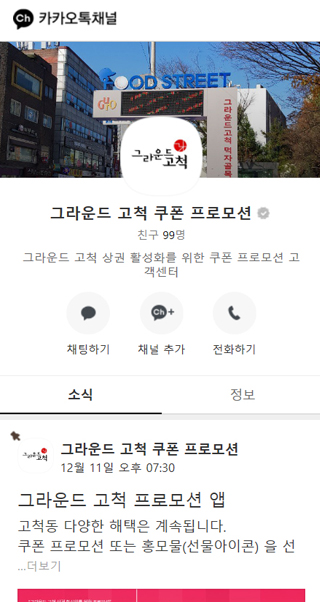 Ch 카카오톡채널
FOOD STREET
GUTO
그라운드고척 먹자골목
그라운드
고척
그라운드 고척 쿠폰 프로모션
친구 99명
그라운드 고척 상권 활성화를 위한 쿠폰 프로모션 고
객센터
Ch+
채팅하기
채널 추가
전화하기
소식
정보
그라운드
고척
그라운드 고척 쿠폰 프로모션
12월 11일 오후 07:30
그라운드 고척 프로모션 앱
고척동 다양한 해택은 계속됩니다.
쿠폰 프로모션 또는 홍모물(선물아이콘) 을 선
...더보기